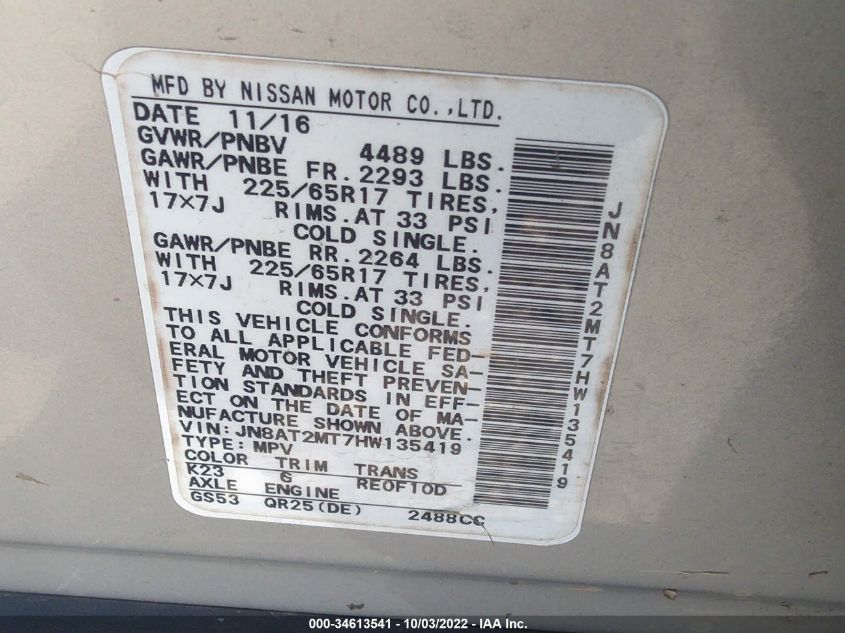 MFD BY NISSAN MOTOR CO.,LTD.
DATE 11/16
GVWR/PNBV 4489 LBS.
GAWR/PNBE FR. 2293 LBS.
WITH 225/65R17 TIRES,
17×7J RIMS. AT 33 PSI
COLD SINGLE.
GAWR/PNBE RR. 2264 LBS.
WITH 225/65R17 TIRES,
17×7J RIMS. AT 33 PSI
COLD SINGLE.
THIS VEHICLE CONFORMS
TO ALL APPLICABLE FED-
ERAL MOTOR VEHICLE SA-
FETY AND THEFT PREVEN-
TION STANDARDS IN EFF-
ECT ON THE DATE OF MA-
NUFACTURE SHOWN ABOVE.
VIN: JN8AT2MT7HW135419
TYPE: MPV
COLOR TRIM TRANS
K23 G RE0F10D
AXLE ENGINE
GS53 QR25(DE) 2488CC
JN8AT2MT7HW135419
000-34613541 - 10/03/2022 - IAA Inc.